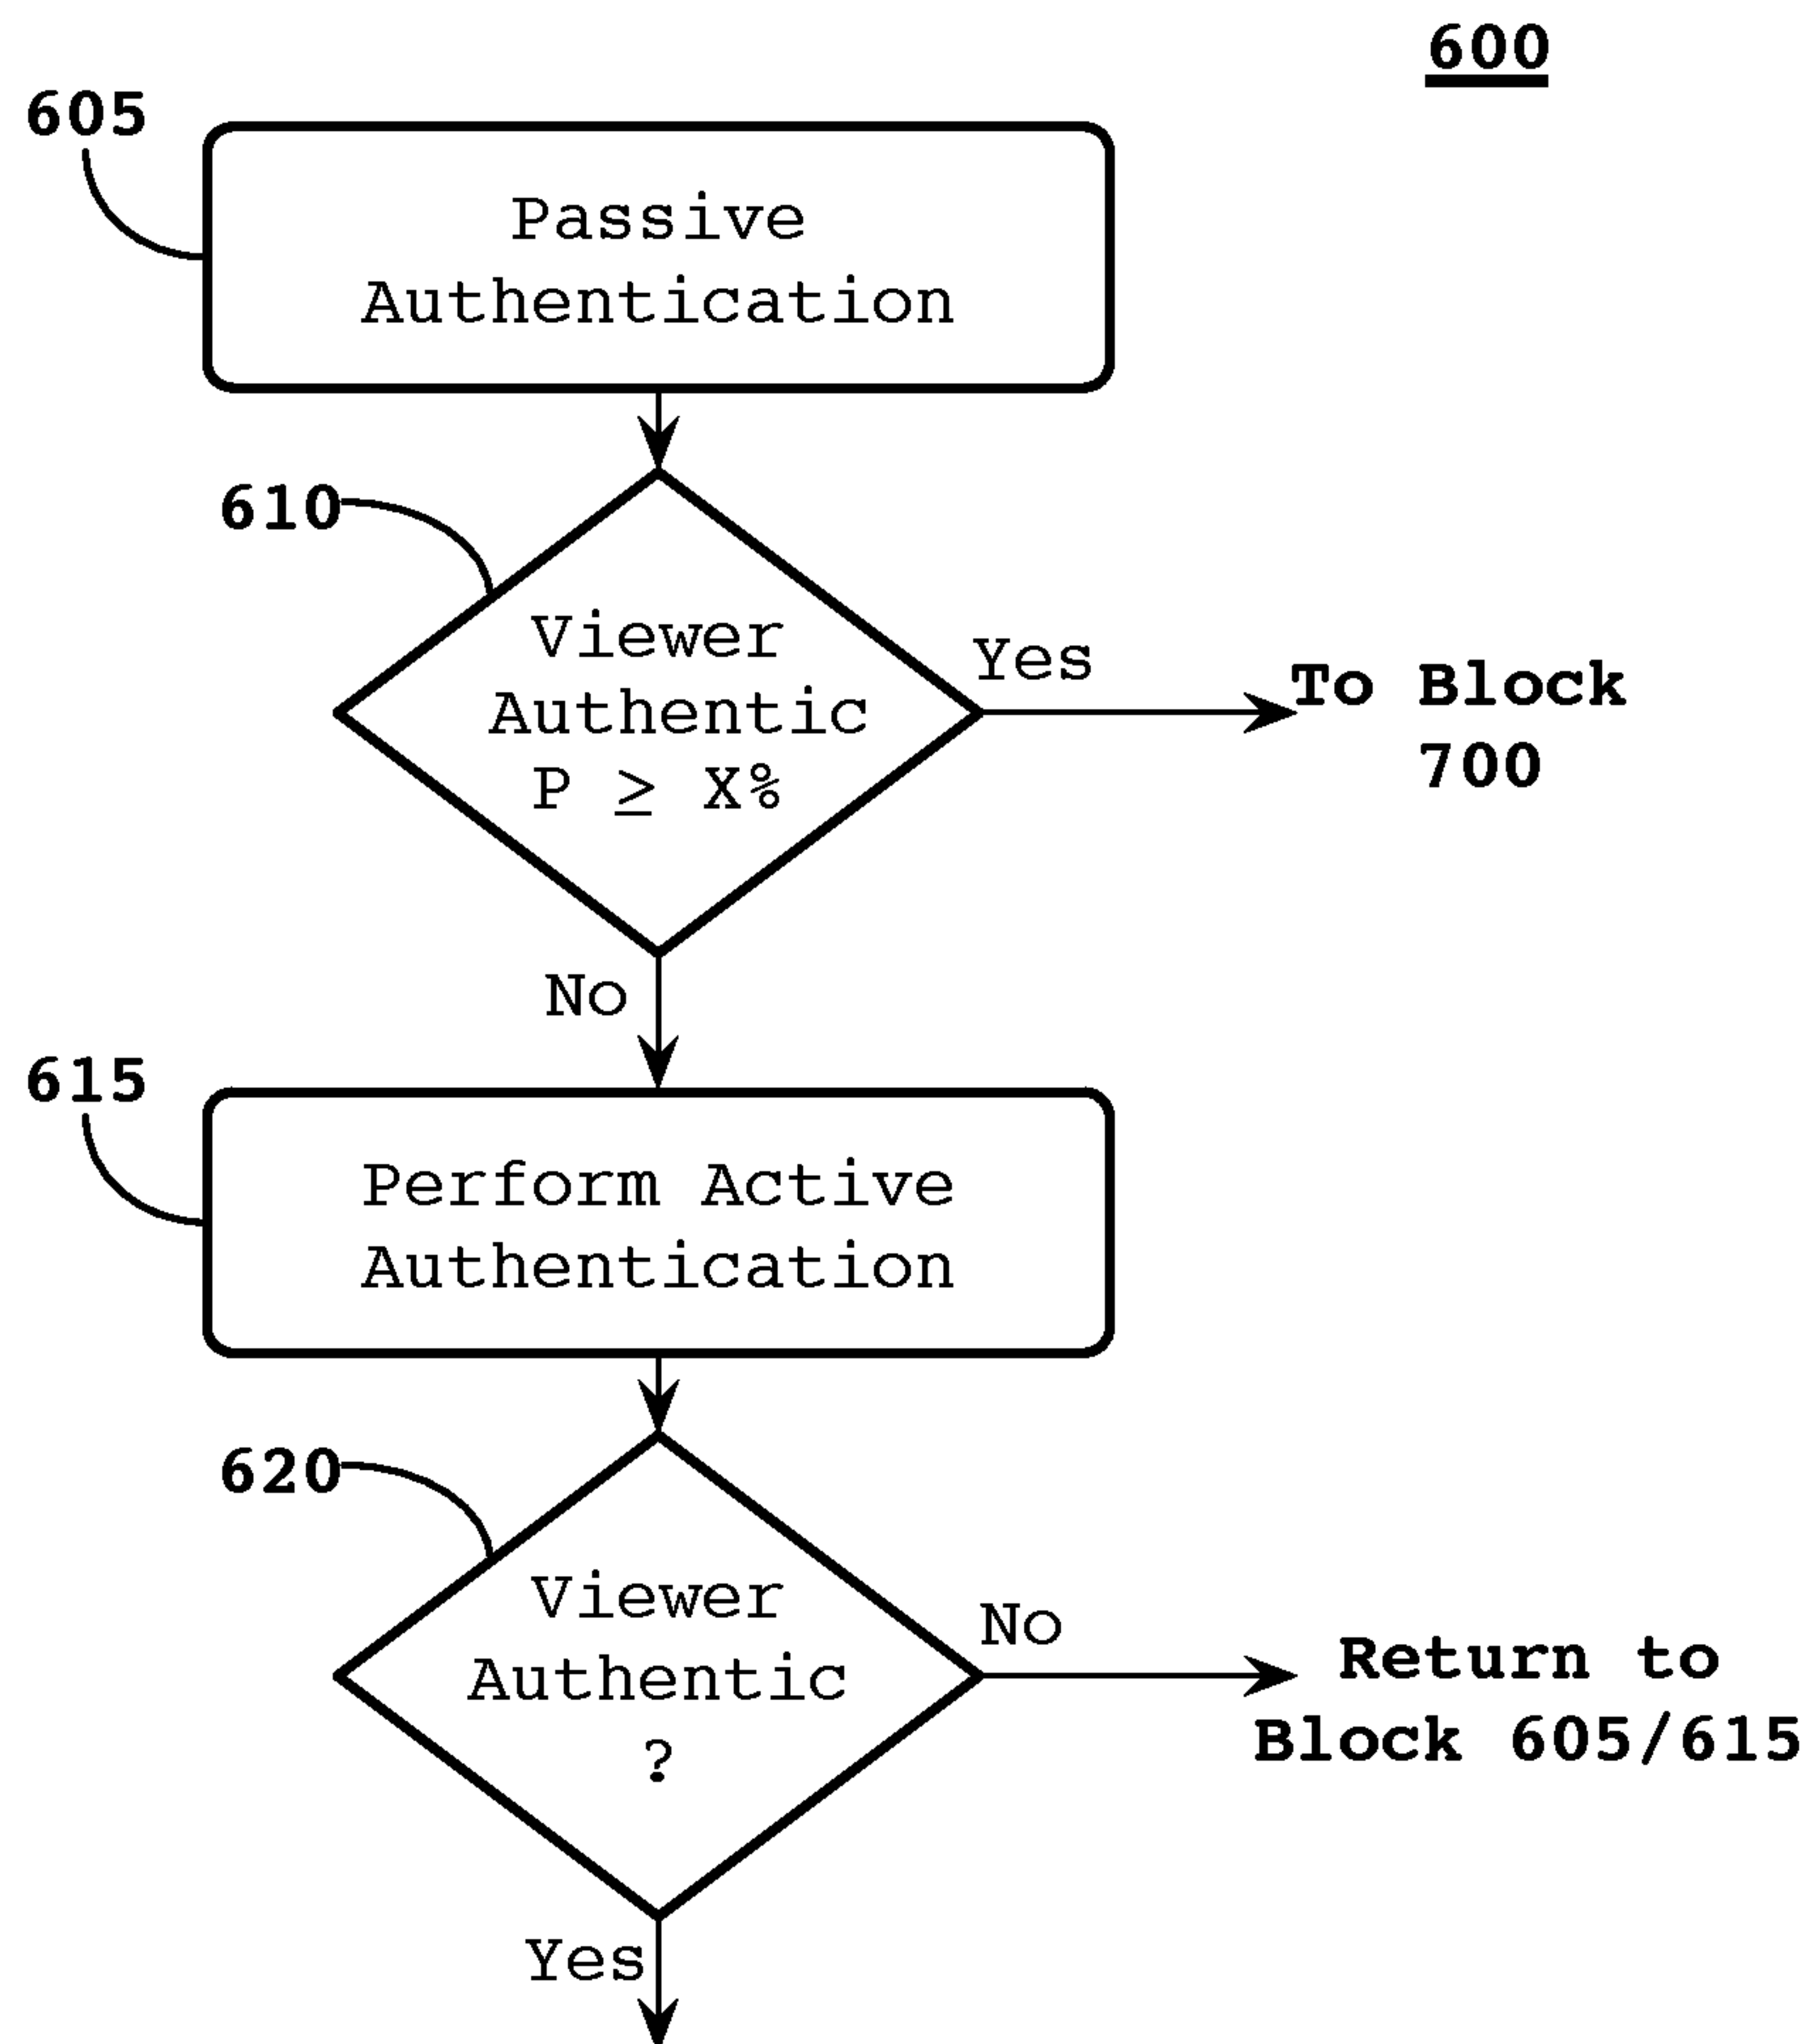 600
605
Passive
Authentication
610
Viewer
Authentic
P ≥ X%
Yes
To Block
700
No
615
Perform Active
Authentication
620
Viewer
Authentic
?
No
Return to
Block 605/615
Yes